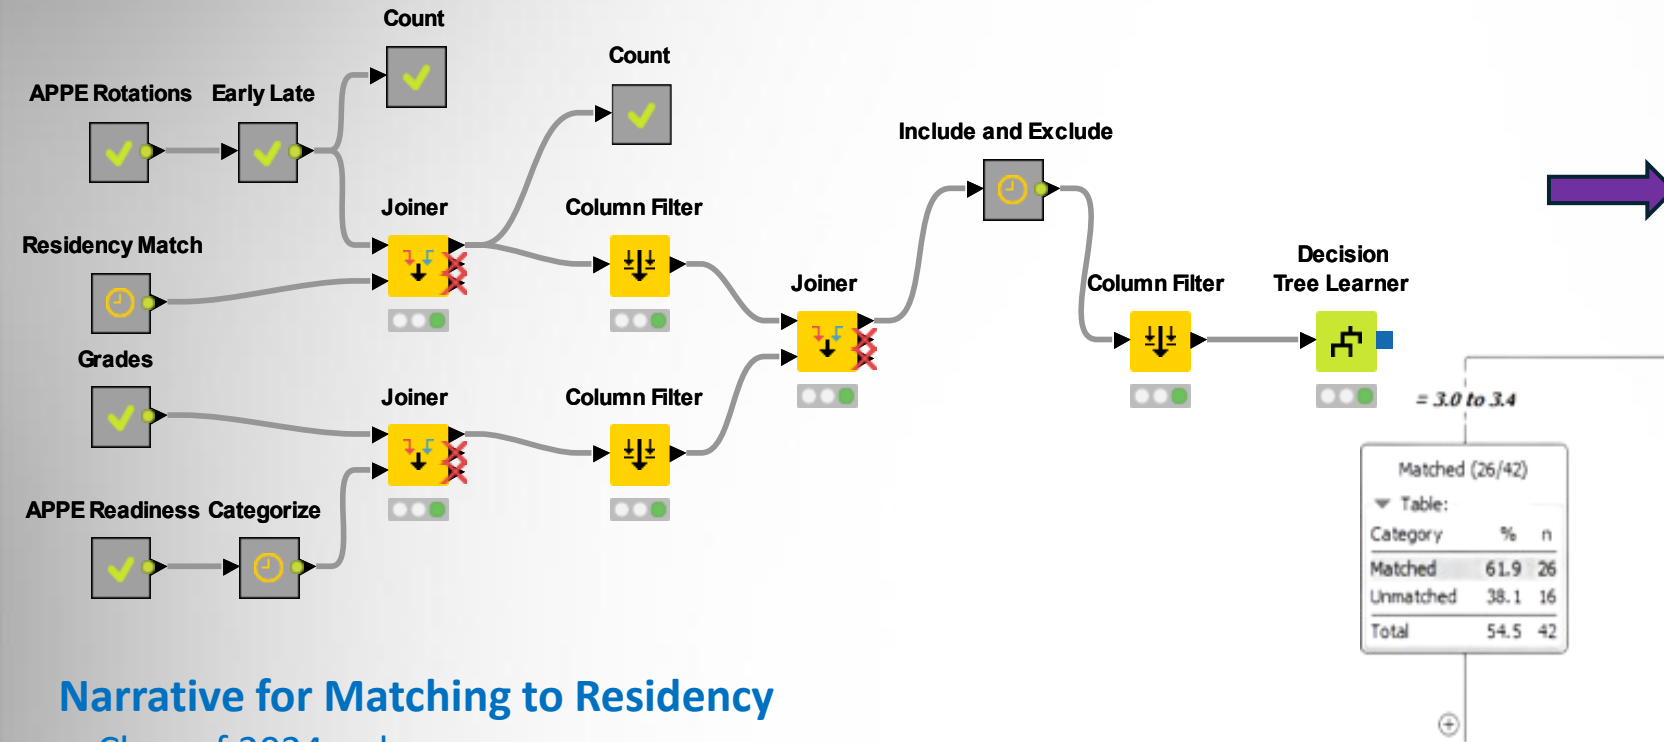 Count
Count
APPE Rotations
Early Late
Include and Exclude
Joiner
Column Filter
Residency Match
Decision
Tree Learner
Joiner
Column Filter
Grades
Joiner
Column Filter
= 3.0 to 3.4
Matched (26/42)
Table:
Category % n
Matched 61.9 26
Unmatched 38.1 16
Total 54.5 42
APPE Readiness
Categorize
Narrative for Matching to Residency